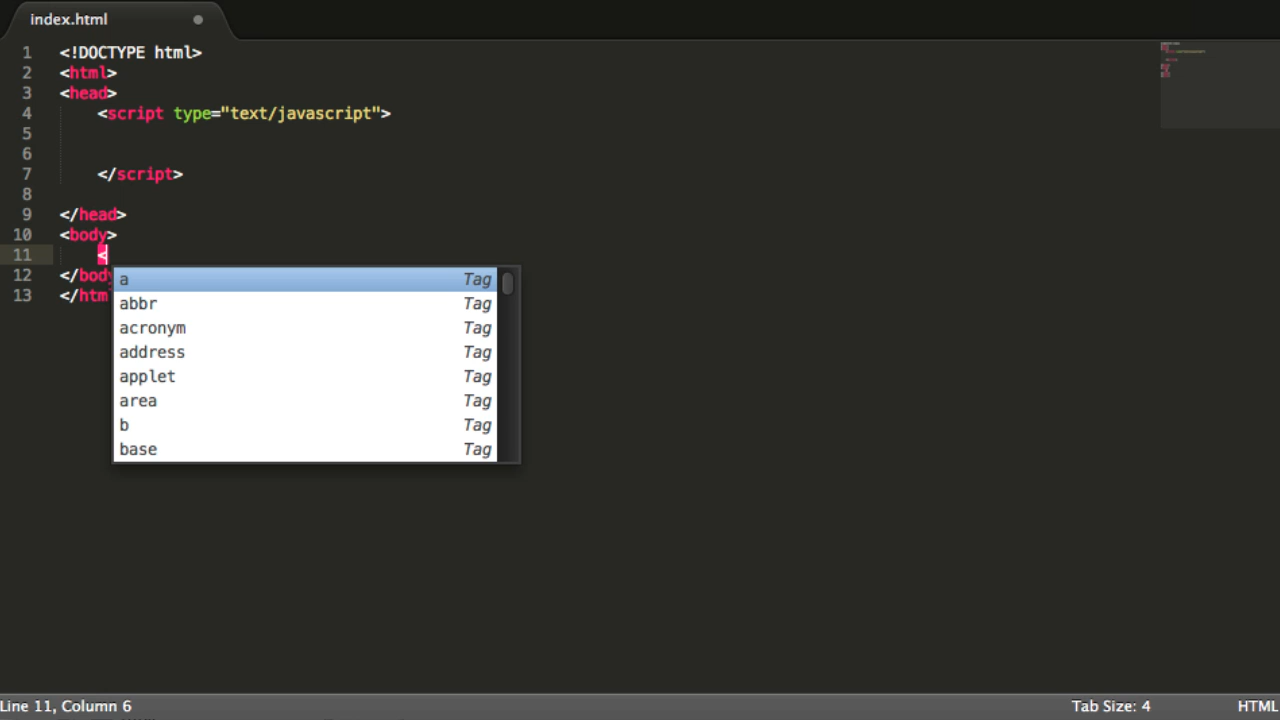 index.html
1 <!DOCTYPE html>
2 <html>
3 <head>
4 <script type="text/javascript">
5
6
7 </script>
8
9 </head>
10 <body>
11 <
12 </body
13 </htm
a Tag
abbr Tag
acronym Tag
address Tag
applet Tag
area Tag
b Tag
base Tag
Line 11, Column 6 Tab Size: 4 HTML